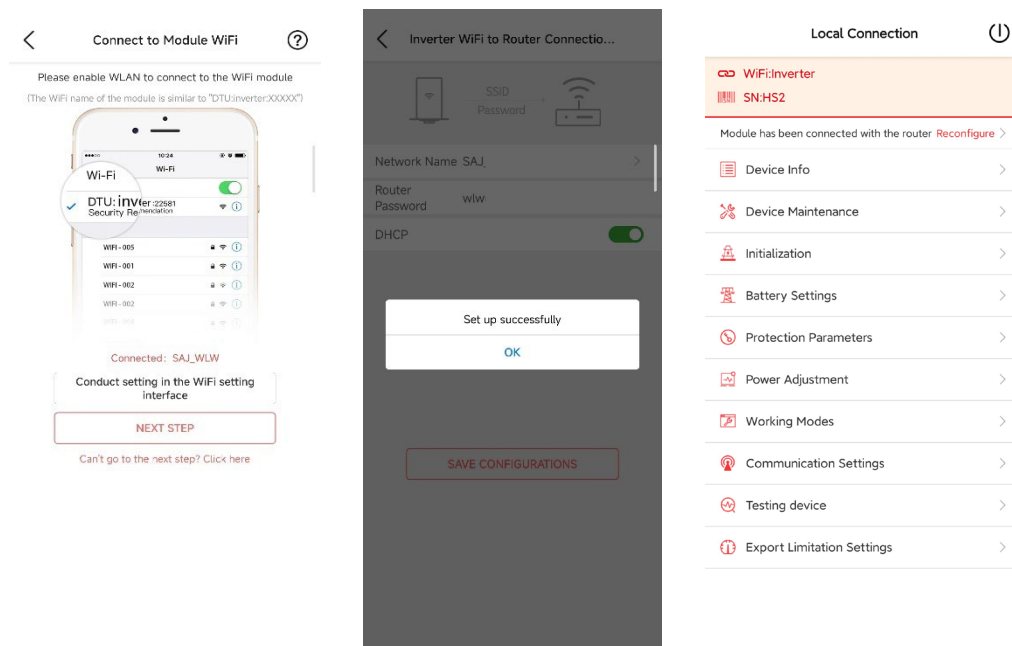 Connect to Module WiFi
?
Please enable WLAN to connect to the WiFi module
(The WiFi name of the module is similar to "DTU:inverter:XXXXX")
10:24
Wi-Fi
Wi-Fi
DTU: inverter:22581
Security Recommendation
WIFI - 005
WIFI - 001
WIFI - 002
WIFI - 002
Connected: SAJ_WLW
Conduct setting in the WiFi setting
interface
NEXT STEP
Can't go to the next step? Click here
Inverter WiFi to Router Connectio...
SSID
Password
Network Name SAJ_
Router
Password
wlw
DHCP
Set up successfully
OK
SAVE CONFIGURATIONS
Local Connection
WiFi:Inverter
SN:HS2
Module has been connected with the router Reconfigure
Device Info
Device Maintenance
Initialization
Battery Settings
Protection Parameters
Power Adjustment
Working Modes
Communication Settings
Testing device
Export Limitation Settings